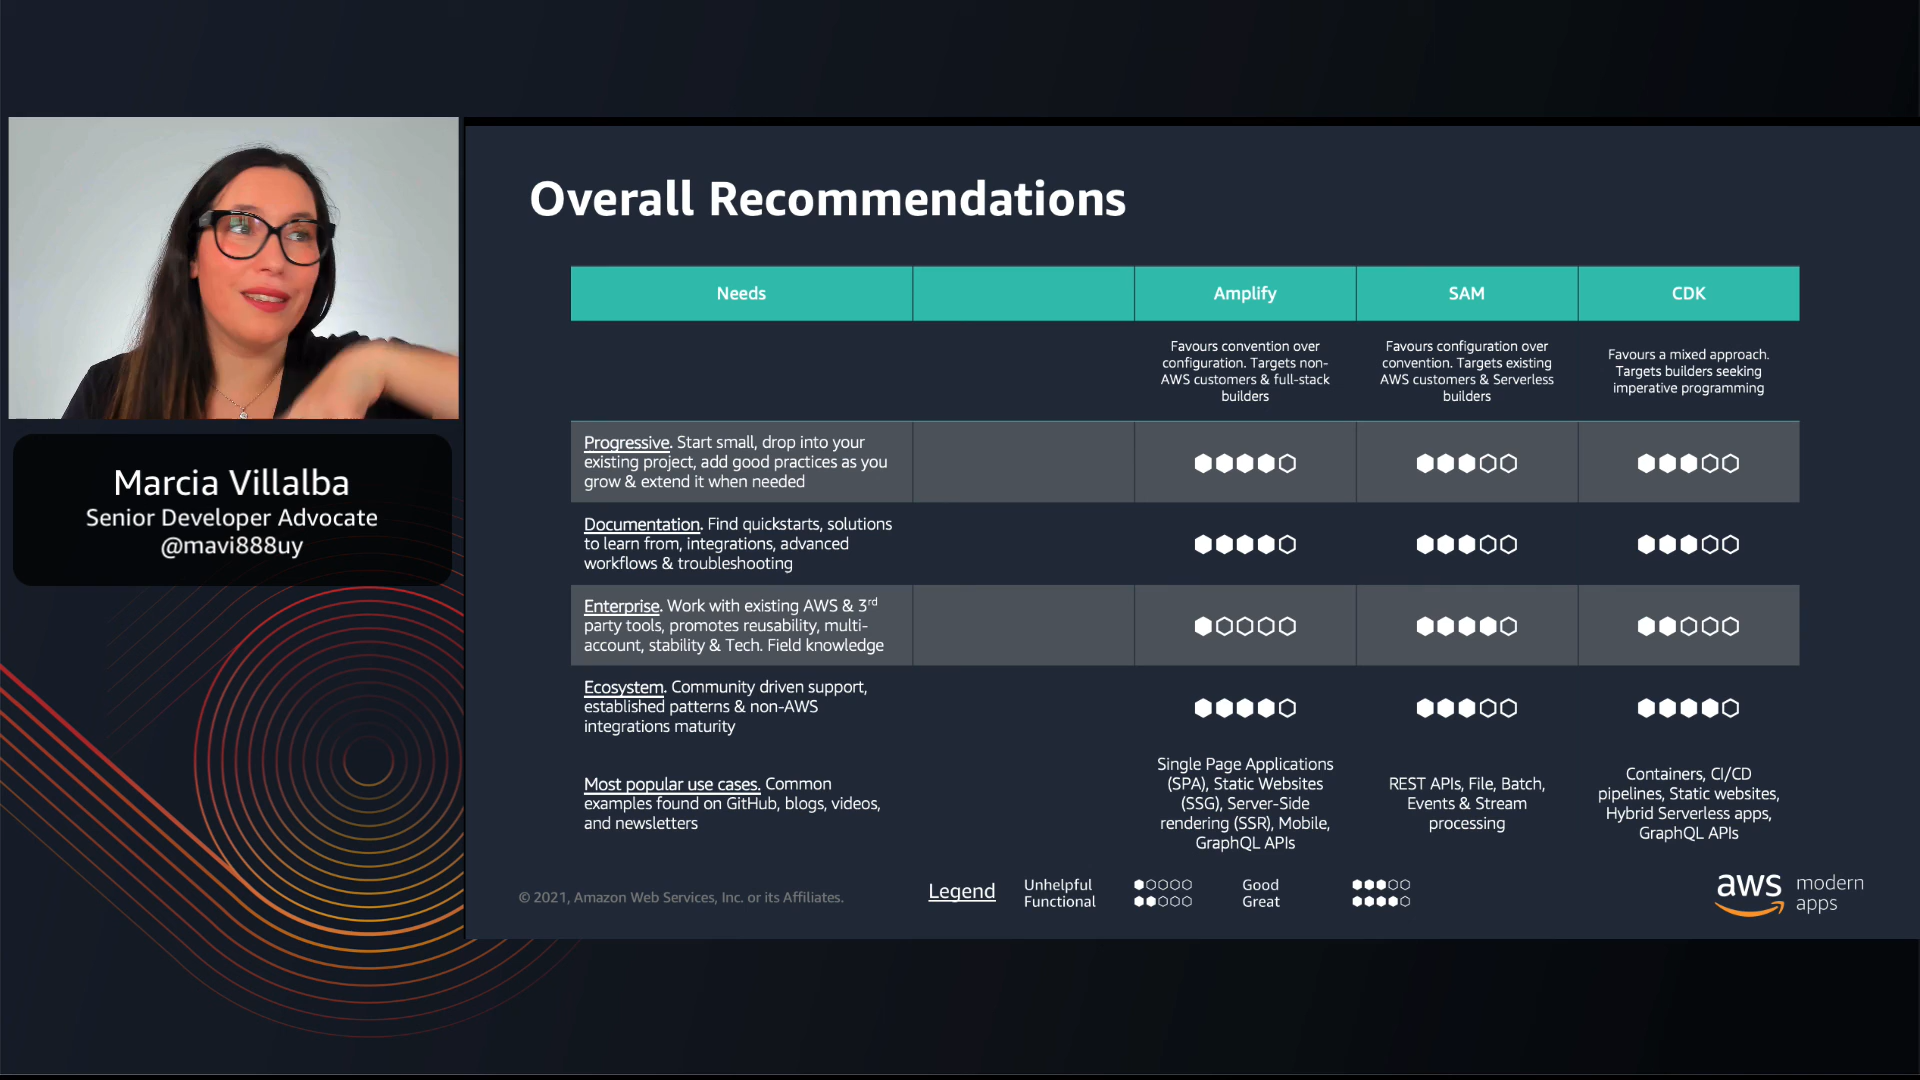 Marcia Villalba
Senior Developer Advocate
@mavi888uy
Overall Recommendations
Needs
Amplify
SAM
CDK
Favours convention over
configuration. Targets non-
AWS customers & full-stack
builders
Favours configuration over
convention. Targets existing
AWS customers & Serverless
builders
Favours a mixed approach.
Targets builders seeking
imperative programming
Progressive. Start small, drop into your
existing project, add good practices as you
grow & extend it when needed
Documentation. Find quickstarts, solutions
to learn from, integrations, advanced
workflows & troubleshooting
Enterprise. Work with existing AWS & 3rd
party tools, promotes reusability, multi-
account, stability & Tech. Field knowledge
Ecosystem. Community driven support,
established patterns & non-AWS
integrations maturity
Most popular use cases. Common
examples found on GitHub, blogs, videos,
and newsletters
Single Page Applications
(SPA), Static Websites
(SSG), Server-Side
rendering (SSR), Mobile,
GraphQL APIs
REST APIs, File, Batch,
Events & Stream
processing
Containers, CI/CD
pipelines, Static websites,
Hybrid Serverless apps,
GraphQL APIs
Legend
Unhelpful
Functional
Good
Great
© 2021, Amazon Web Services, Inc. or its Affiliates.
aws modern
apps